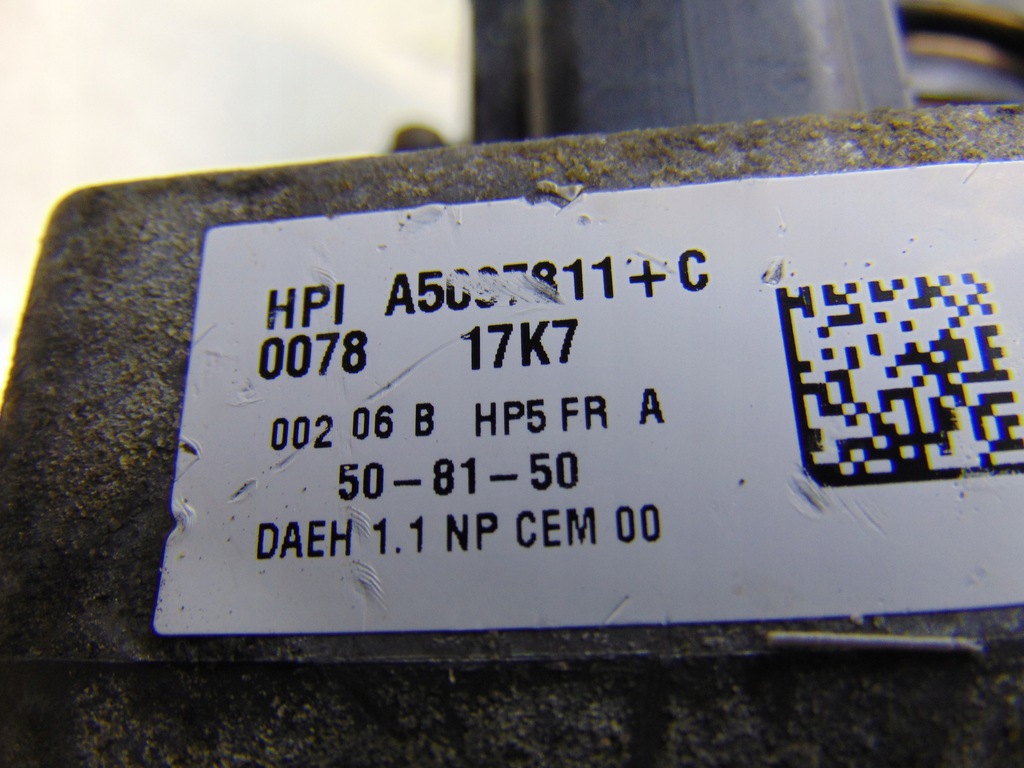 HPI
0078 17K7
002 06 B HP5 FR A
50-81-50
DAEH 1.1 NP CEM 00